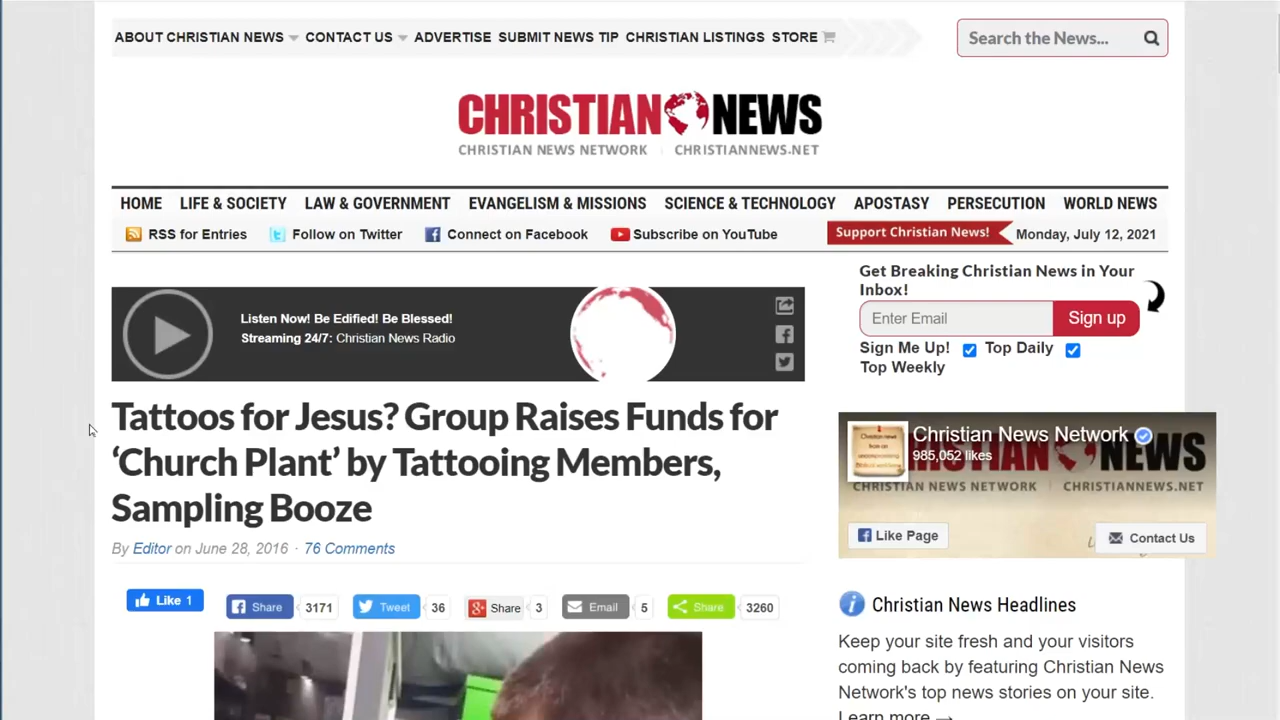 ABOUT CHRISTIAN NEWS CONTACT US ADVERTISE SUBMIT NEWS TIP CHRISTIAN LISTINGS STORE
Search the News...
CHRISTIAN NEWS
CHRISTIAN NEWS NETWORK | CHRISTIANNEWS.NET
HOME LIFE & SOCIETY LAW & GOVERNMENT EVANGELISM & MISSIONS SCIENCE & TECHNOLOGY APOSTASY PERSECUTION WORLD NEWS
RSS for Entries Follow on Twitter Connect on Facebook Subscribe on YouTube Support Christian News! Monday, July 12, 2021
Listen Now! Be Edified! Be Blessed!
Streaming 24/7: Christian News Radio
Tattoos for Jesus? Group Raises Funds for
‘Church Plant’ by Tattooing Members,
Sampling Booze
By Editor on June 28, 2016 · 76 Comments
Like 1 Share 3171 Tweet 36 Share 3 Email 5 Share 3260
Get Breaking Christian News in Your
Inbox!
Enter Email Sign up
Sign Me Up! Top Daily
Top Weekly
Christian News Network
985,052 likes
CHRISTIAN NEWS
CHRISTIAN NEWS NETWORK | CHRISTIANNEWS.NET
Like Page Contact Us
Christian News Headlines
Keep your site fresh and your visitors
coming back by featuring Christian News
Network's top news stories on your site.
Learn more →